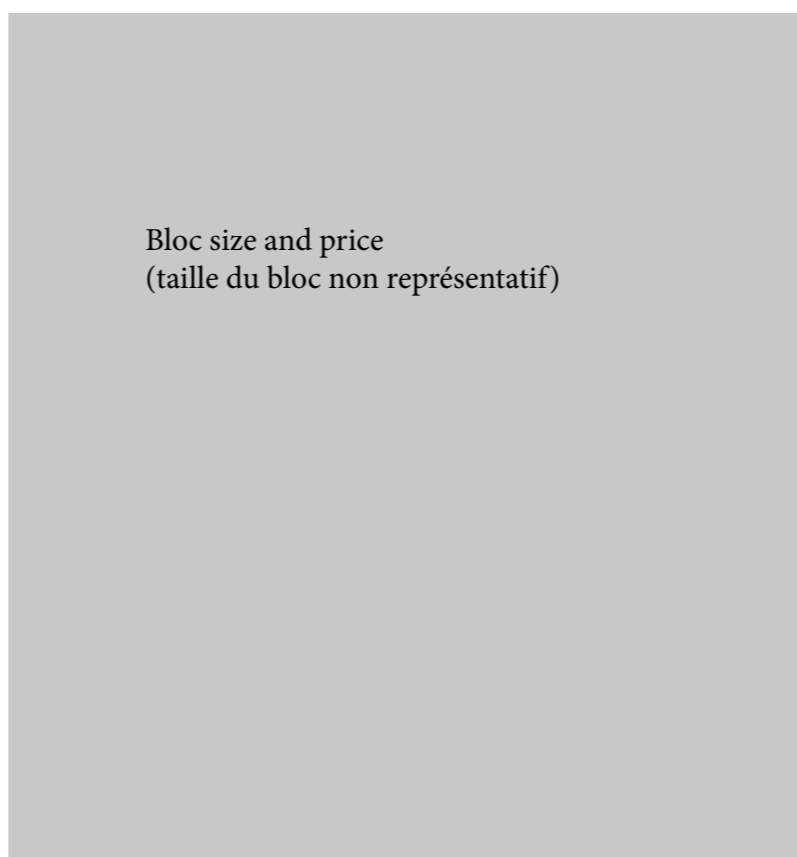 Bloc size and price
(taille du bloc non représentatif)